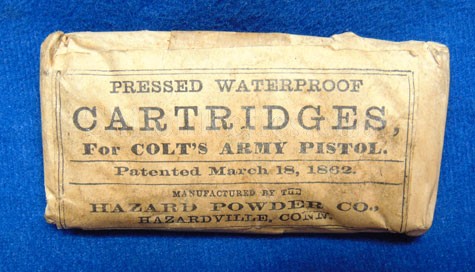 PRESSED WATERPROOF
CARTRIDGES,
For COLT'S ARMY PISTOL.
Patented March 18, 1862.
MANUFACTURED BY THE
HAZARD POWDER CO.,
HAZARDVILLE, CONN.